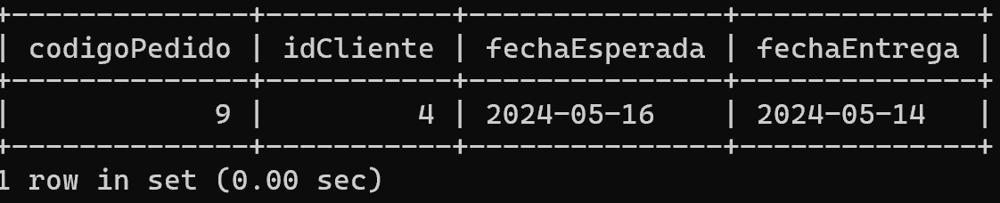 +--------------+-----------+---------------+--------------+
| codigoPedido | idCliente | fechaEsperada | fechaEntrega |
+--------------+-----------+---------------+--------------+
|            9 |         4 | 2024-05-16    | 2024-05-14   |
+--------------+-----------+---------------+--------------+
1 row in set (0.00 sec)